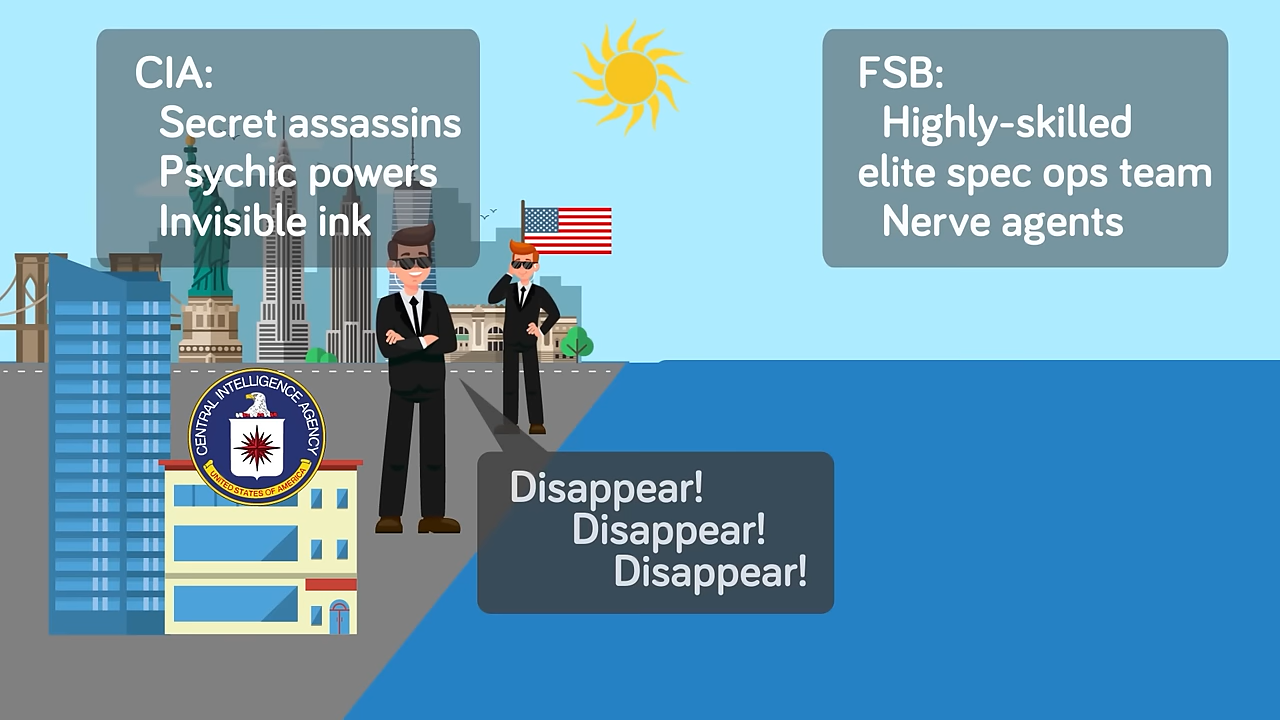 CIA:
Secret assassins
Psychic powers
Invisible ink
FSB:
Highly-skilled
elite spec ops team
Nerve agents
CENTRAL INTELLIGENCE AGENCY
UNITED STATES OF AMERICA
Disappear!
Disappear!
Disappear!